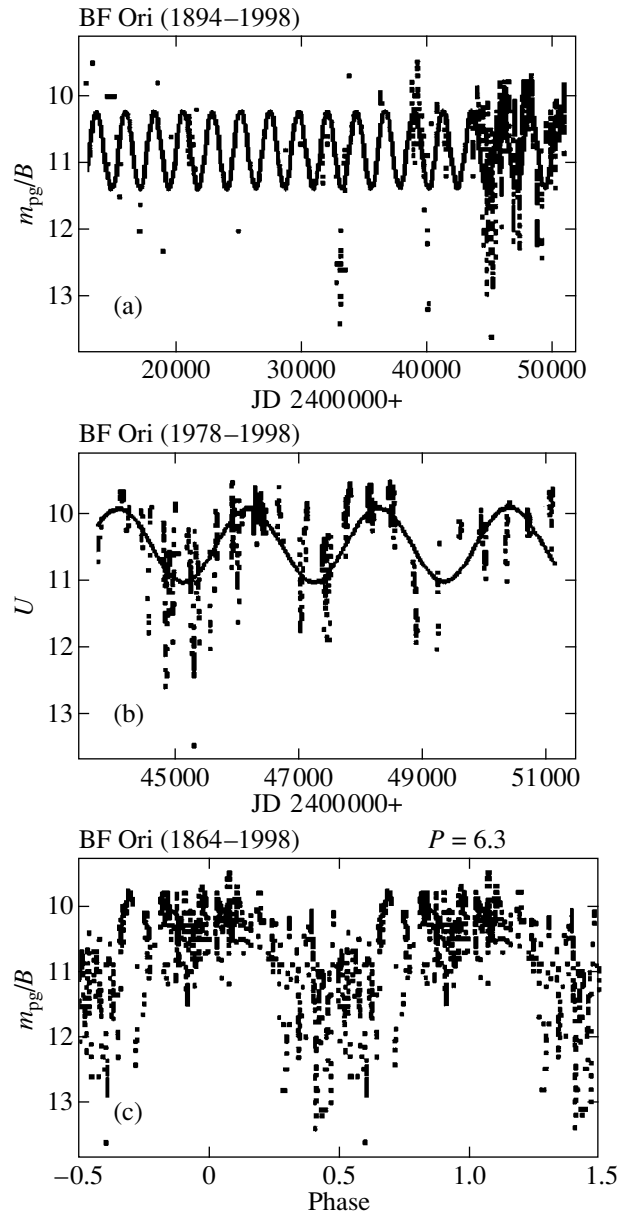 BF Ori (1894–1998)
10
11
12
13
m_pg/B
(a)
20000 30000 40000 50000
JD 2400000+
BF Ori (1978–1998)
10
11
12
13
U
(b)
45000 47000 49000 51000
JD 2400000+
BF Ori (1864–1998) P = 6.3
10
11
12
13
m_pg/B
(c)
–0.5 0 0.5 1.0 1.5
Phase